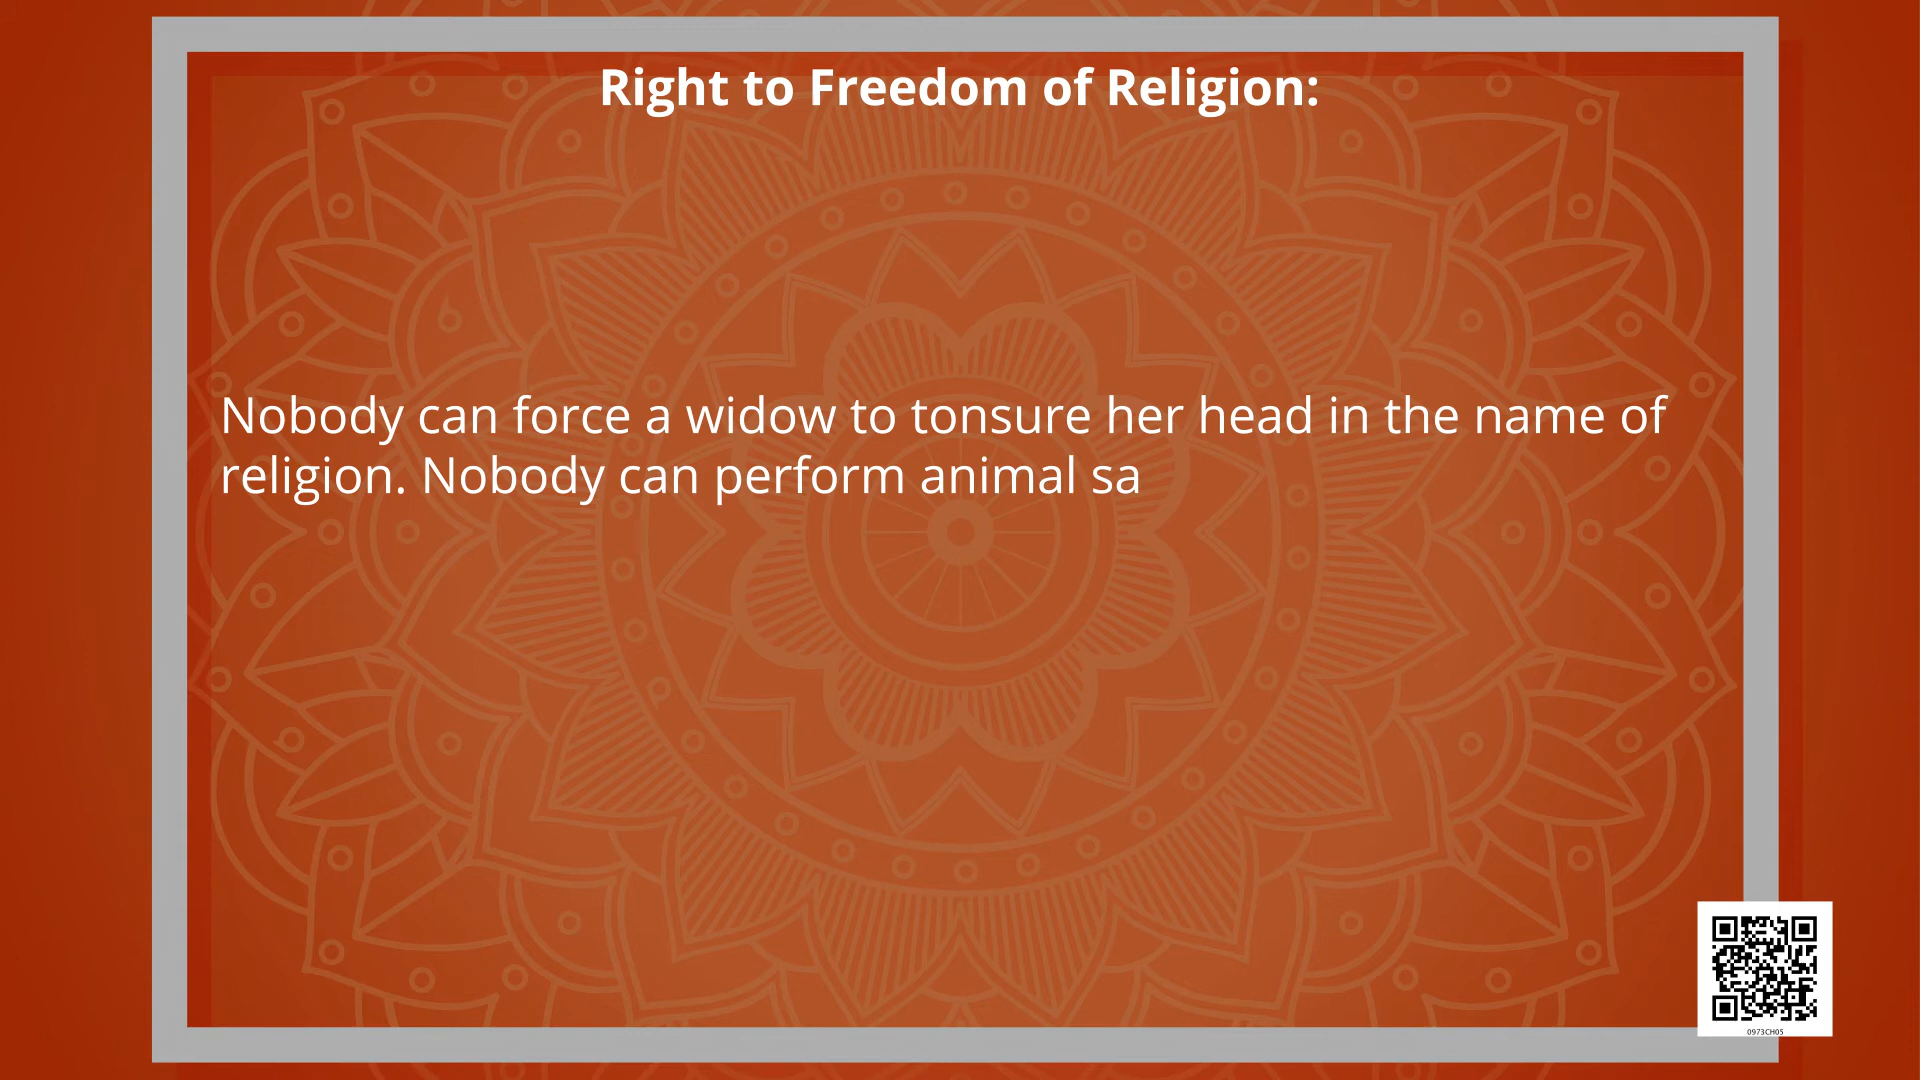 Right to Freedom of Religion:
Nobody can force a widow to tonsure her head in the name of
religion. Nobody can perform animal sa
0973CH05